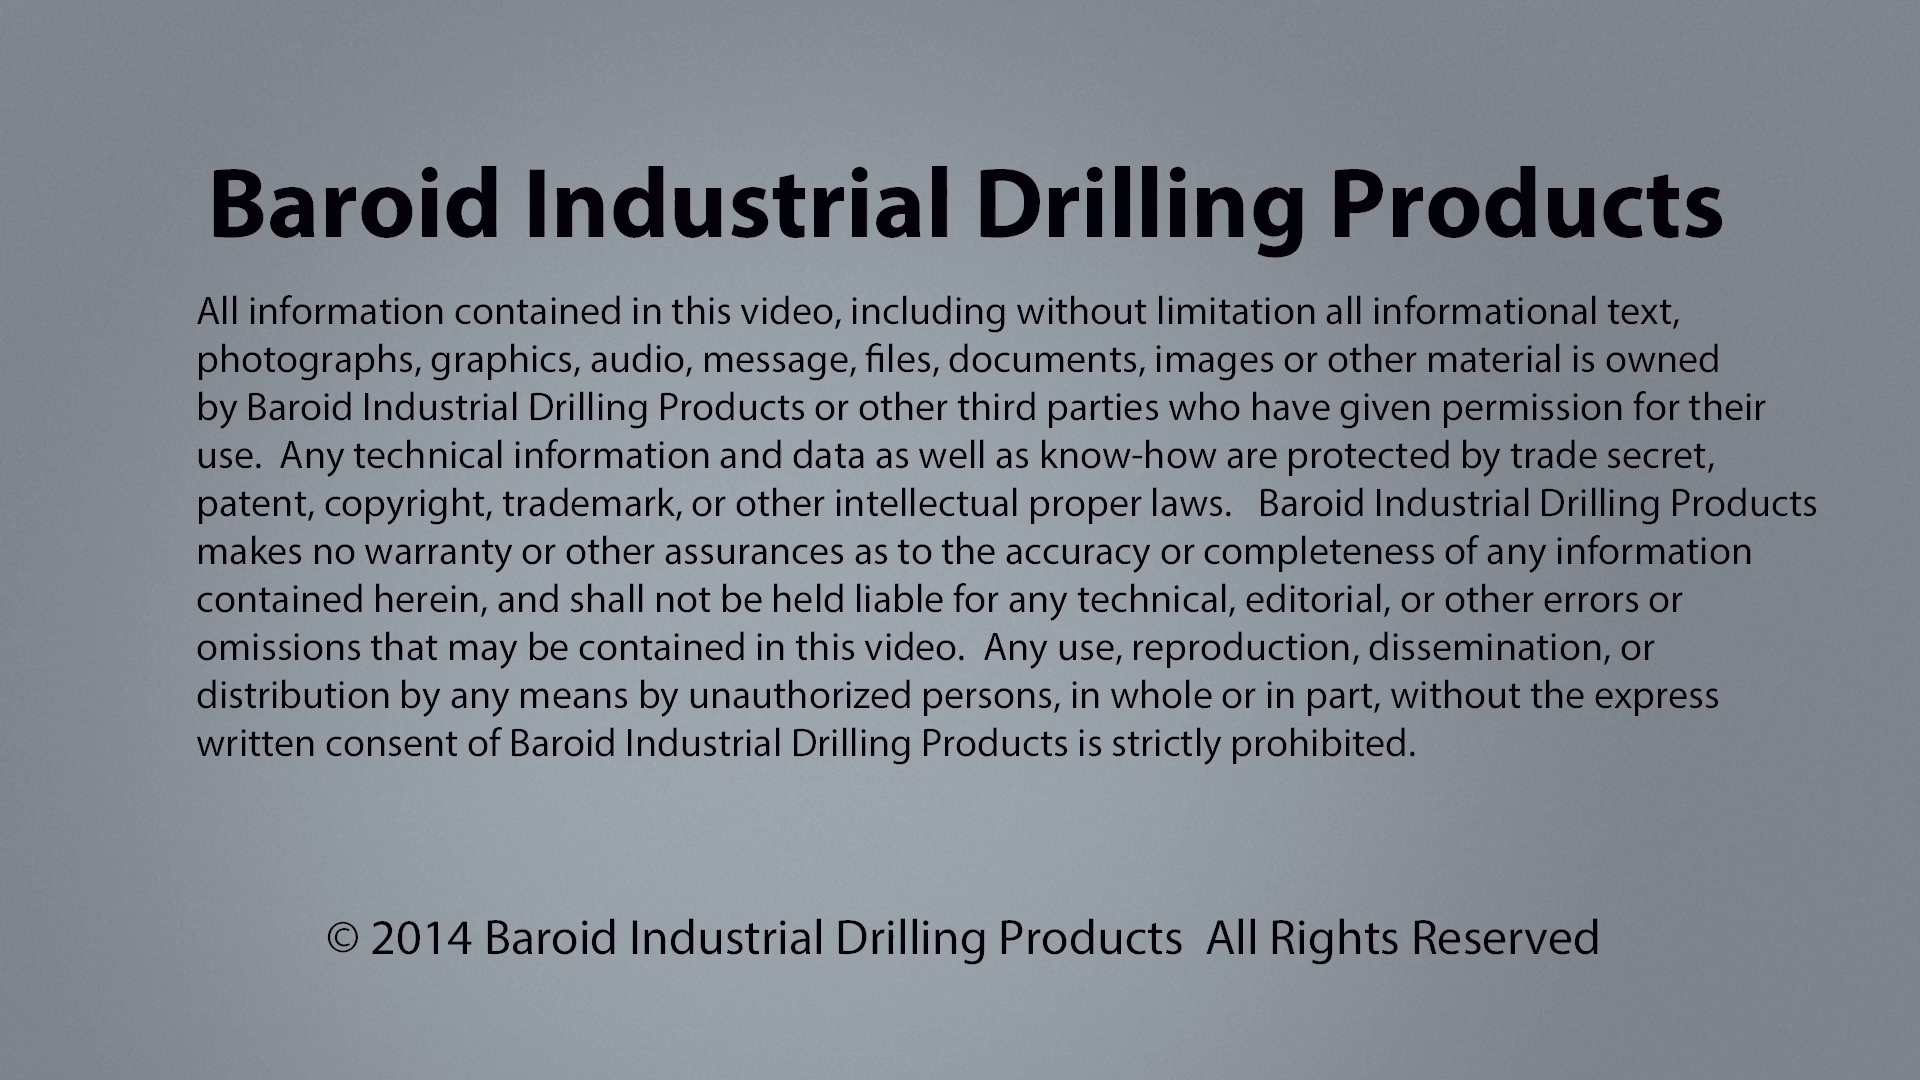 Baroid Industrial Drilling Products
All information contained in this video, including without limitation all informational text,
photographs, graphics, audio, message, files, documents, images or other material is owned
by Baroid Industrial Drilling Products or other third parties who have given permission for their
use.  Any technical information and data as well as know-how are protected by trade secret,
patent, copyright, trademark, or other intellectual proper laws.   Baroid Industrial Drilling Products
makes no warranty or other assurances as to the accuracy or completeness of any information
contained herein, and shall not be held liable for any technical, editorial, or other errors or
omissions that may be contained in this video.  Any use, reproduction, dissemination, or
distribution by any means by unauthorized persons, in whole or in part, without the express
written consent of Baroid Industrial Drilling Products is strictly prohibited.
© 2014 Baroid Industrial Drilling Products  All Rights Reserved